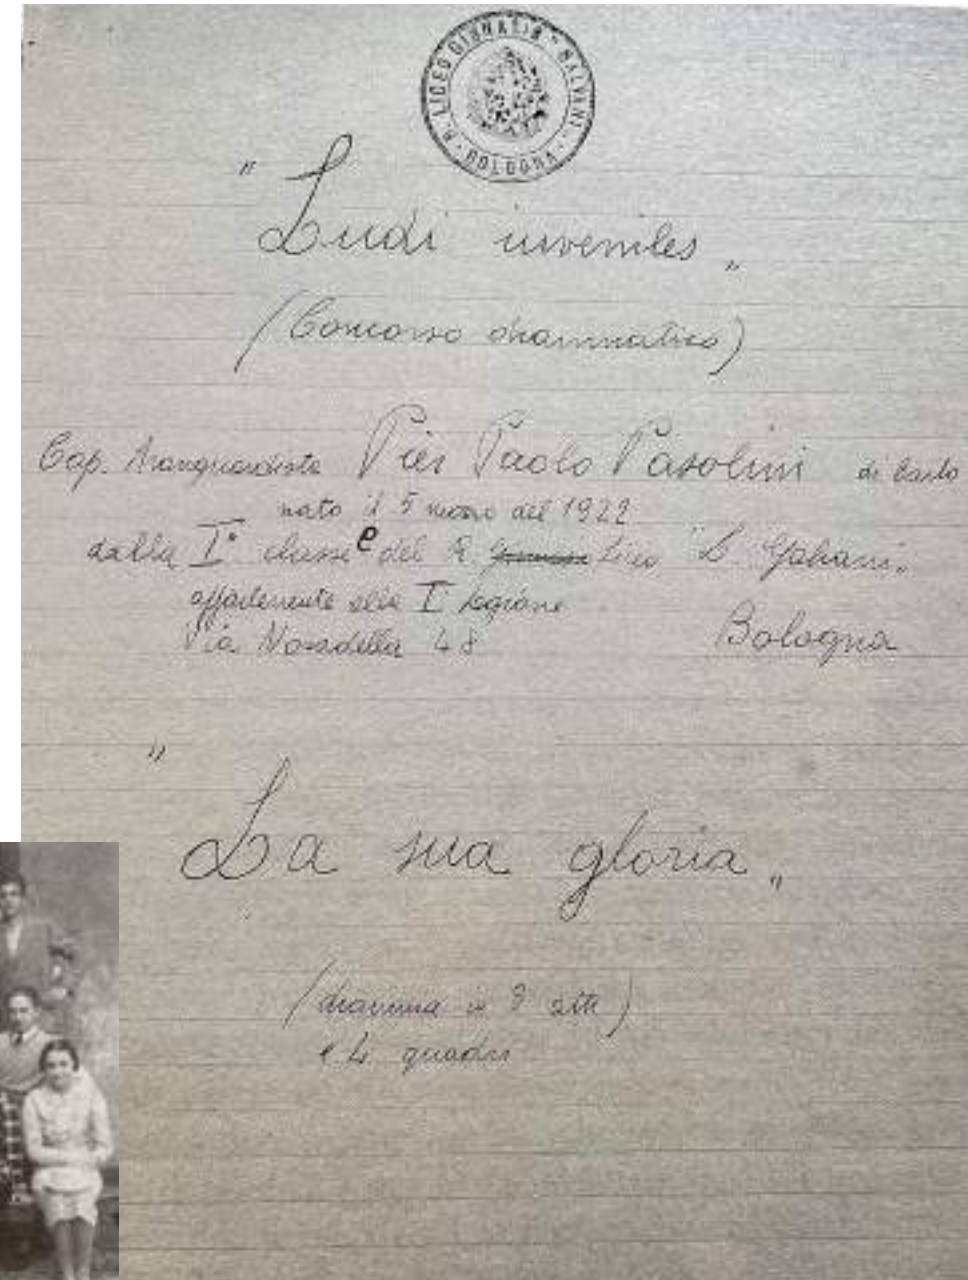 R. LICEO GINNASIO - GALVANI - BOLOGNA -
" Ludi iuveniles „
(Concorso drammatico)
Cap. Avanguardista Pier Paolo Pasolini di Carlo
nato il 5 marzo del 1922
dalla I° classe e del R. Ginnasio Liceo "L. Galvani„
appartenente alla I Legione
Via Nosadella 48 Bologna
"La sua gloria„
(dramma in 3 atti)
e 4 quadri